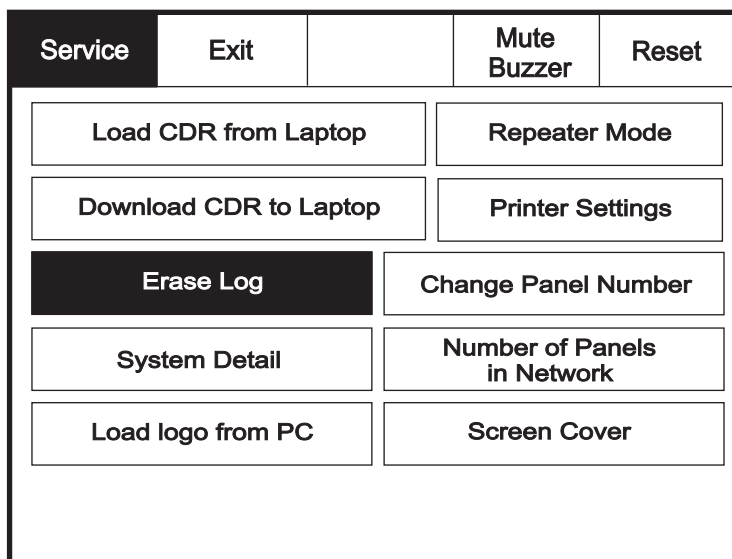 Service Exit Mute Buzzer Reset
Load CDR from Laptop Repeater Mode
Download CDR to Laptop Printer Settings
Erase Log Change Panel Number
System Detail Number of Panels
in Network
Load logo from PC Screen Cover